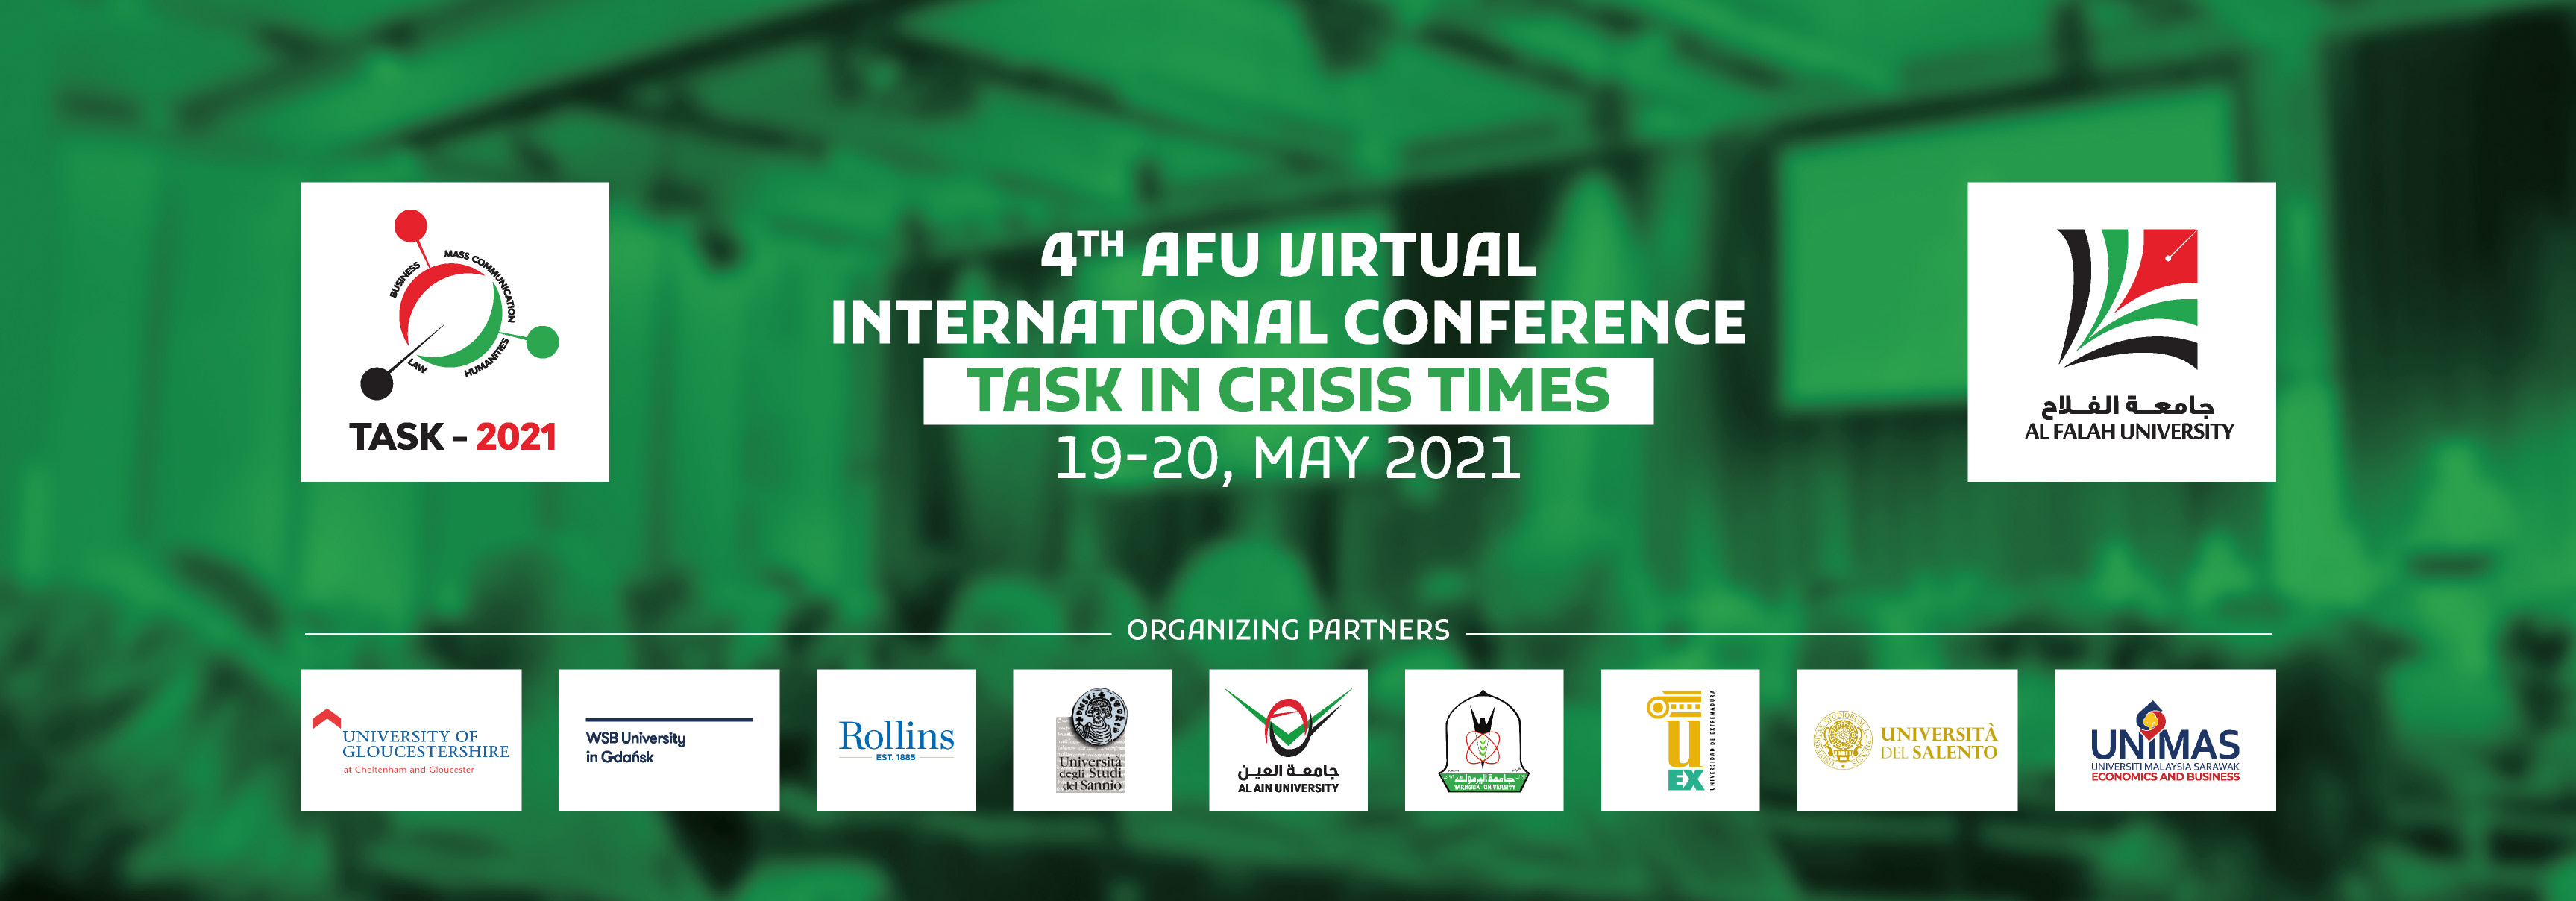 BUSINESS
MASS COMMUNICATION
HUMANITIES
LAW
TASK - 2021
4TH AFU VIRTUAL
INTERNATIONAL CONFERENCE
TASK IN CRISIS TIMES
19-20, MAY 2021
جامعة الفلاح
AL FALAH UNIVERSITY
ORGANIZING PARTNERS
UNIVERSITY OF
GLOUCESTERSHIRE
at Cheltenham and Gloucester
WSB University
in Gdańsk
Rollins
EST. 1885
Università
degli Studi
del Sannio
جامعة العين
AL AIN UNIVERSITY
جامعة اليرموك
YARMOUK UNIVERSITY
UEX
UNIVERSIDAD DE EXTREMADURA
UNIVERSITÀ
DEL SALENTO
UNIMAS
UNIVERSITI MALAYSIA SARAWAK
ECONOMICS AND BUSINESS